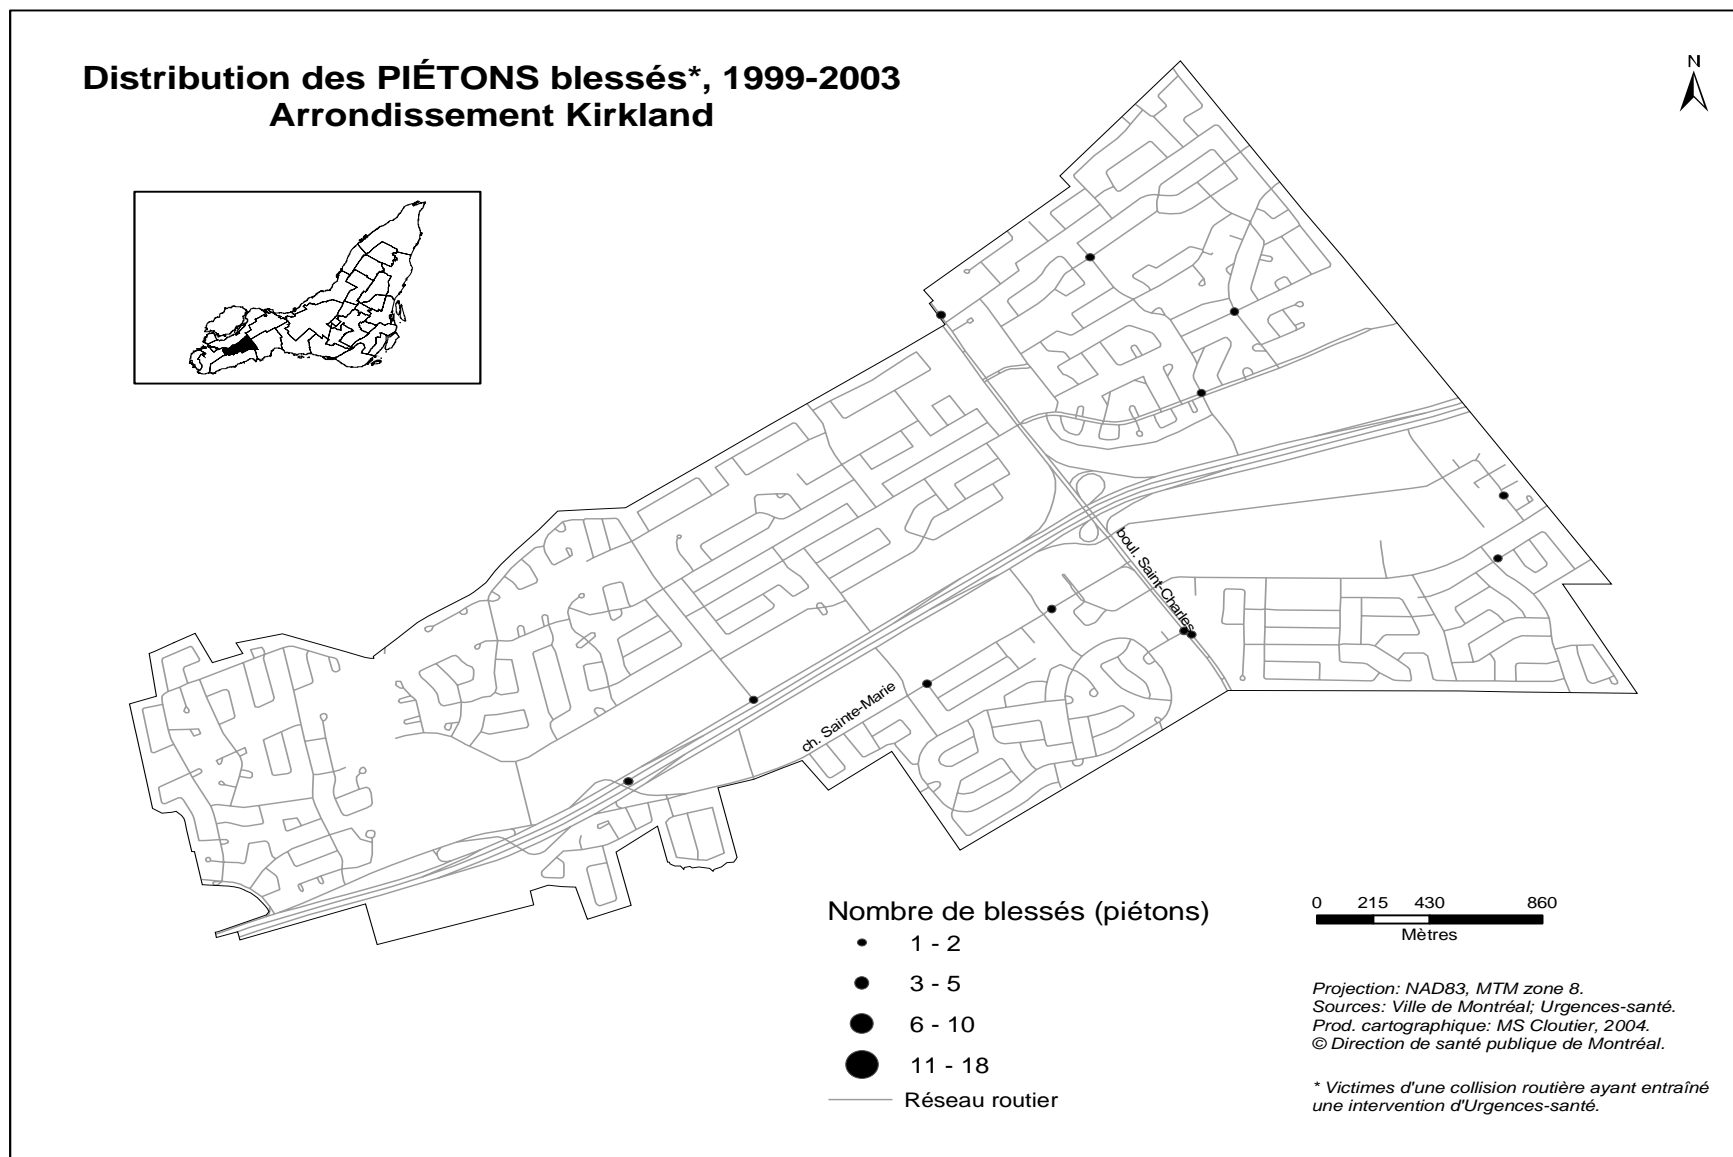 Distribution des PIÉTONS blessés*, 1999-2003
Arrondissement Kirkland
N
boul. Saint-Charles
ch. Sainte-Marie
Nombre de blessés (piétons)
1 - 2
3 - 5
6 - 10
11 - 18
Réseau routier
0 215 430 860
Mètres
Projection: NAD83, MTM zone 8.
Sources: Ville de Montréal; Urgences-santé.
Prod. cartographique: MS Cloutier, 2004.
© Direction de santé publique de Montréal.
* Victimes d'une collision routière ayant entraîné
une intervention d'Urgences-santé.